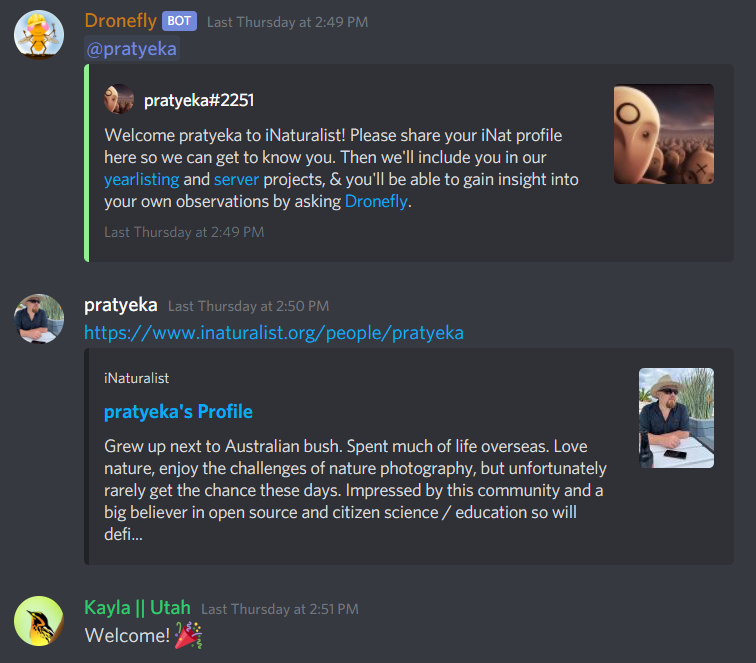 Dronefly BOT Last Thursday at 2:49 PM
@pratyeka
pratyeka#2251
Welcome pratyeka to iNaturalist! Please share your iNat profile
here so we can get to know you. Then we'll include you in our
yearlisting and server projects, & you'll be able to gain insight into
your own observations by asking Dronefly.
Last Thursday at 2:49 PM
pratyeka Last Thursday at 2:50 PM
https://www.inaturalist.org/people/pratyeka
iNaturalist
pratyeka's Profile
Grew up next to Australian bush. Spent much of life overseas. Love
nature, enjoy the challenges of nature photography, but unfortunately
rarely get the chance these days. Impressed by this community and a
big believer in open source and citizen science / education so will
defi...
Kayla || Utah Last Thursday at 2:51 PM
Welcome! 🎉